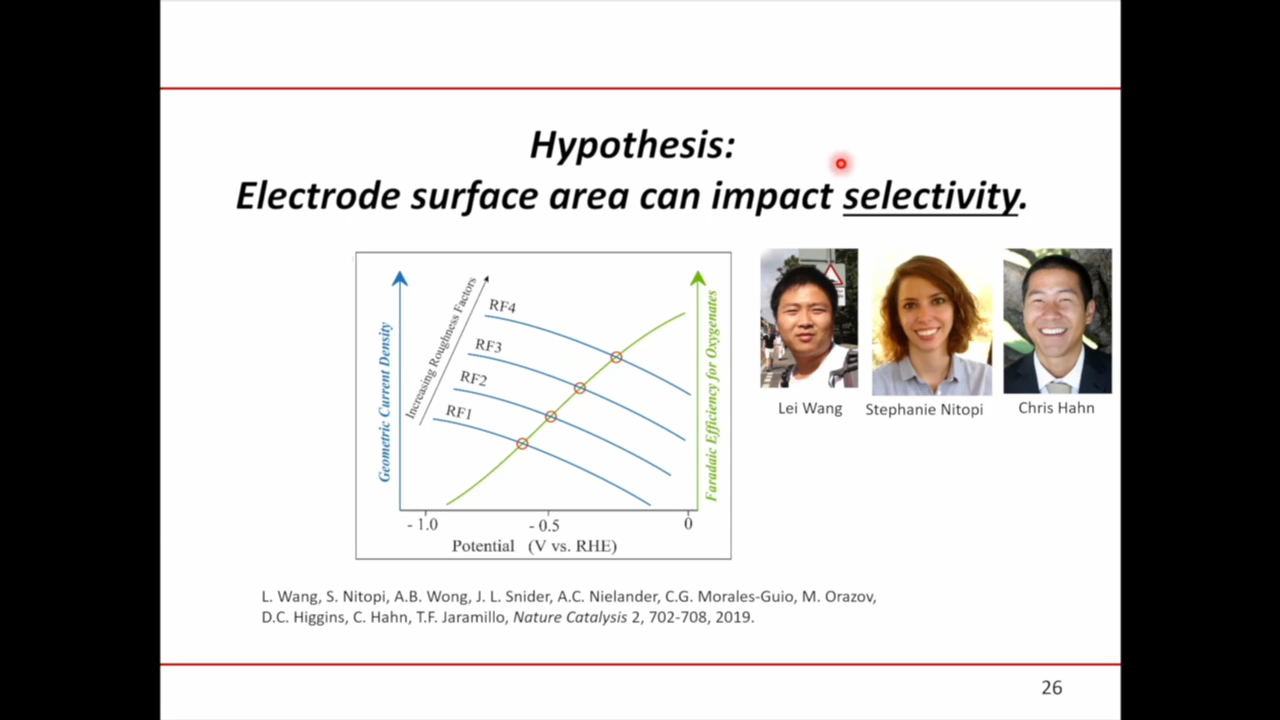 Hypothesis:
Electrode surface area can impact selectivity.
Geometric Current Density
Increasing Roughness Factors
RF4
RF3
RF2
RF1
Faradaic Efficiency for Oxygenates
- 1.0
- 0.5
0
Potential (V vs. RHE)
Lei Wang
Stephanie Nitopi
Chris Hahn
L. Wang, S. Nitopi, A.B. Wong, J. L. Snider, A.C. Nielander, C.G. Morales-Guio, M. Orazov,
D.C. Higgins, C. Hahn, T.F. Jaramillo, Nature Catalysis 2, 702-708, 2019.
26